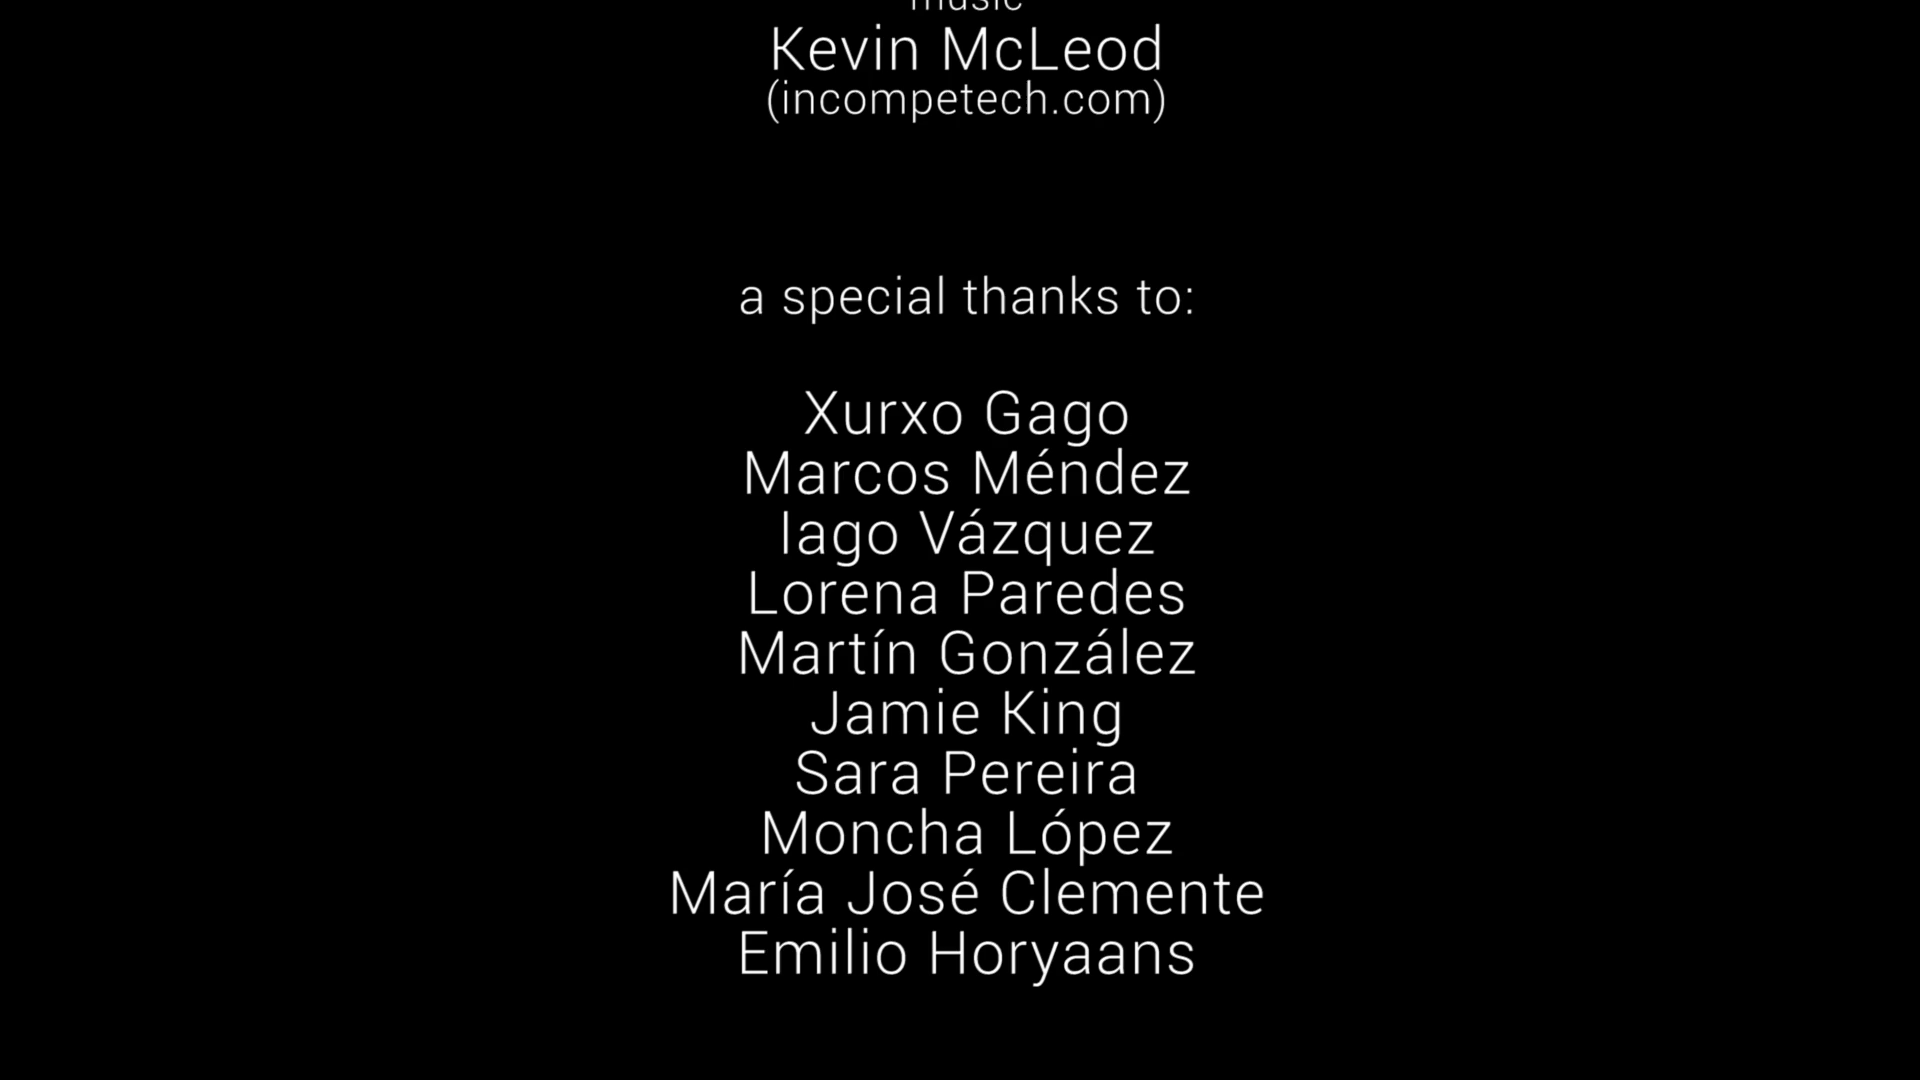 music
Kevin McLeod
(incompetech.com)
a special thanks to:
Xurxo Gago
Marcos Méndez
Iago Vázquez
Lorena Paredes
Martín González
Jamie King
Sara Pereira
Moncha López
María José Clemente
Emilio Horyaans